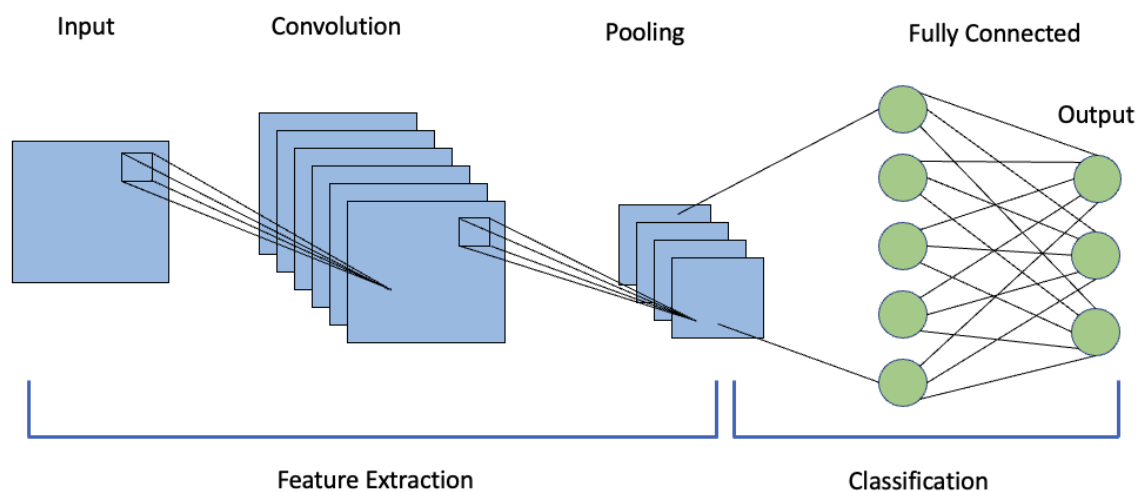 Input
Convolution
Pooling
Fully Connected
Output
Feature Extraction
Classification